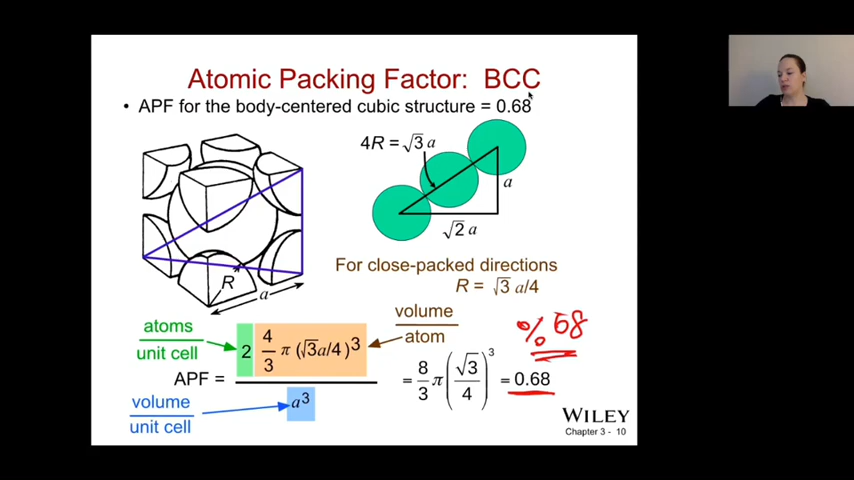 Atomic Packing Factor: BCC
• APF for the body-centered cubic structure = 0.68
4R = √3 a
a
√2 a
R
a
For close-packed directions
R = √3 a/4
atoms
unit cell
volume
atom
APF =
2 4/3 π (√3a/4)3
a3
volume
unit cell
= 8/3 π (√3/4)3 = 0.68
% 68
WILEY
Chapter 3 - 10